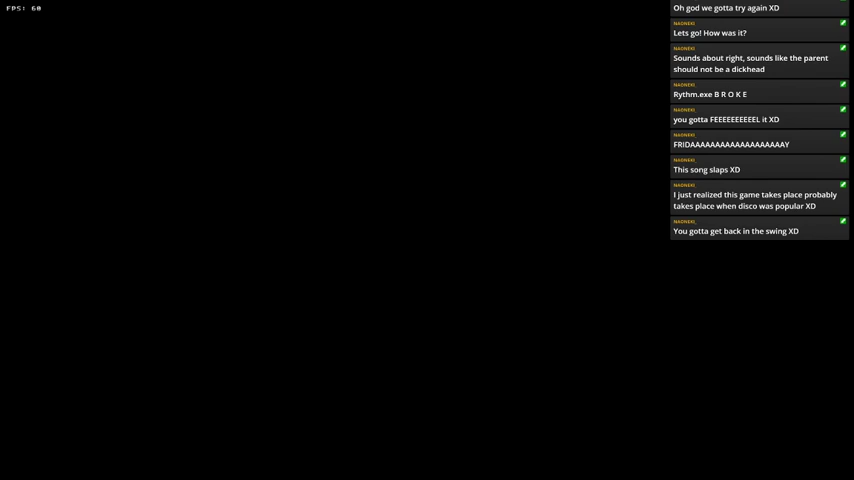 FPS: 60
Oh god we gotta try again XD
NAONEKI_
Lets go! How was it?
NAONEKI_
Sounds about right, sounds like the parent
should not be a dickhead
NAONEKI_
Rythm.exe B R O K E
NAONEKI_
you gotta FEEEEEEEEEEL it XD
NAONEKI_
FRIDAAAAAAAAAAAAAAAAAAAY
NAONEKI_
This song slaps XD
NAONEKI_
I just realized this game takes place probably
takes place when disco was popular XD
NAONEKI_
You gotta get back in the swing XD